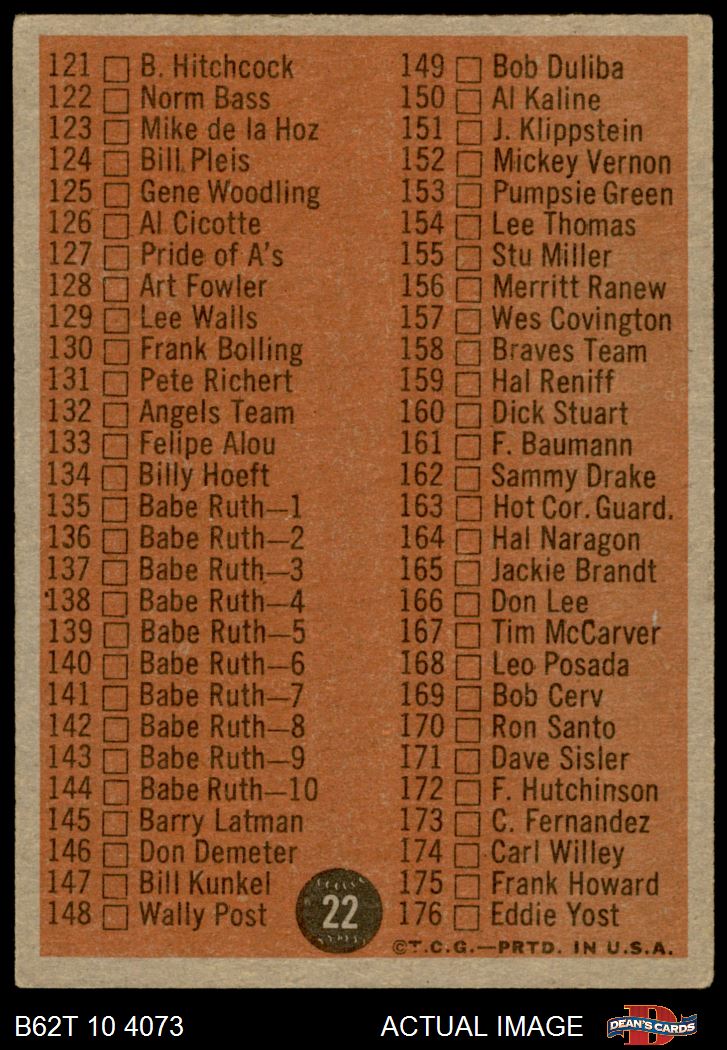 121 B. Hitchcock
122 Norm Bass
123 Mike de la Hoz
124 Bill Pleis
125 Gene Woodling
126 Al Cicotte
127 Pride of A's
128 Art Fowler
129 Lee Walls
130 Frank Bolling
131 Pete Richert
132 Angels Team
133 Felipe Alou
134 Billy Hoeft
135 Babe Ruth—1
136 Babe Ruth—2
137 Babe Ruth—3
138 Babe Ruth—4
139 Babe Ruth—5
140 Babe Ruth—6
141 Babe Ruth—7
142 Babe Ruth—8
143 Babe Ruth—9
144 Babe Ruth—10
145 Barry Latman
146 Don Demeter
147 Bill Kunkel
148 Wally Post
22
149 Bob Duliba
150 Al Kaline
151 J. Klippstein
152 Mickey Vernon
153 Pumpsie Green
154 Lee Thomas
155 Stu Miller
156 Merritt Ranew
157 Wes Covington
158 Braves Team
159 Hal Reniff
160 Dick Stuart
161 F. Baumann
162 Sammy Drake
163 Hot Cor. Guard.
164 Hal Naragon
165 Jackie Brandt
166 Don Lee
167 Tim McCarver
168 Leo Posada
169 Bob Cerv
170 Ron Santo
171 Dave Sisler
172 F. Hutchinson
173 C. Fernandez
174 Carl Willey
175 Frank Howard
176 Eddie Yost
©T.C.G.—PRTD. IN U.S.A.
B62T 10 4073
ACTUAL IMAGE
DEAN'S CARDS